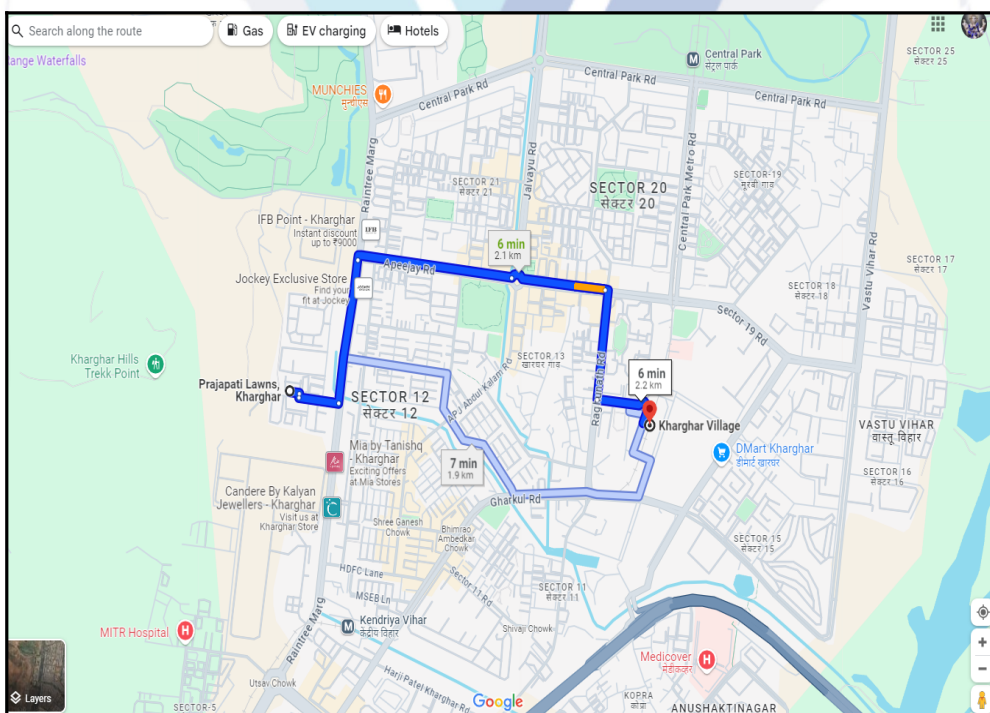 Search along the route
Gas
EV charging
Hotels
ange Waterfalls
MUNCHIES
मुन्चीएस
Central Park Rd
Central Park
सेंट्रल पार्क
Central Park Rd
Central Park Rd
SECTOR 25
सेक्टर 25
Raintree Marg
SECTOR 21
सेक्टर 21
Jalvayu Rd
SECTOR 20
सेक्टर 20
Central Park Metro Rd
SECTOR-19
मुरबी गाव
IFB Point - Kharghar
Instant discount
up to ₹9000
IFB
6 min
2.1 km
Apeejay Rd
Vastu Vihar Rd
SECTOR 17
सेक्टर 17
Jockey Exclusive Store
Find your
fit at Jockey
SECTOR 18
सेक्टर-18
Sector 19 Rd
Kharghar Hills
Trekk Point
SECTOR 13
खारघर गाव
Raghunath Rd
6 min
2.2 km
Prajapati Lawns,
Kharghar
SECTOR 12
सेक्टर 12
APJ Abdul Kalam Rd
Kharghar Village
VASTU VIHAR
वास्तू विहार
Mia by Tanishq
- Kharghar
Exciting Offers
at Mia Stores
7 min
1.9 km
DMart Kharghar
डीमार्ट खारघर
SECTOR 16
सेक्टर 16
Candere By Kalyan
Jewellers - Kharghar
Visit us at
Kharghar Store
Gharkul Rd
Shree Ganesh
Chowk
Bhimrao
Ambedkar
Chowk
SECTOR-15
सेक्टर 15
HDFC Lane
MSEB Ln
Sector 11 Rd
SECTOR 11
सेक्टर-11
Raintree Marg
Kendriya Vihar
केंद्रीय विहार
Shivaji Chowk
MITR Hospital
Medicover
मेडीकव्हर
Utsav Chowk
Harji Patel Kharghar Rd
Layers
SECTOR-5
Google
KOPRA
कोप्रा
ANUSHAKTINAGAR